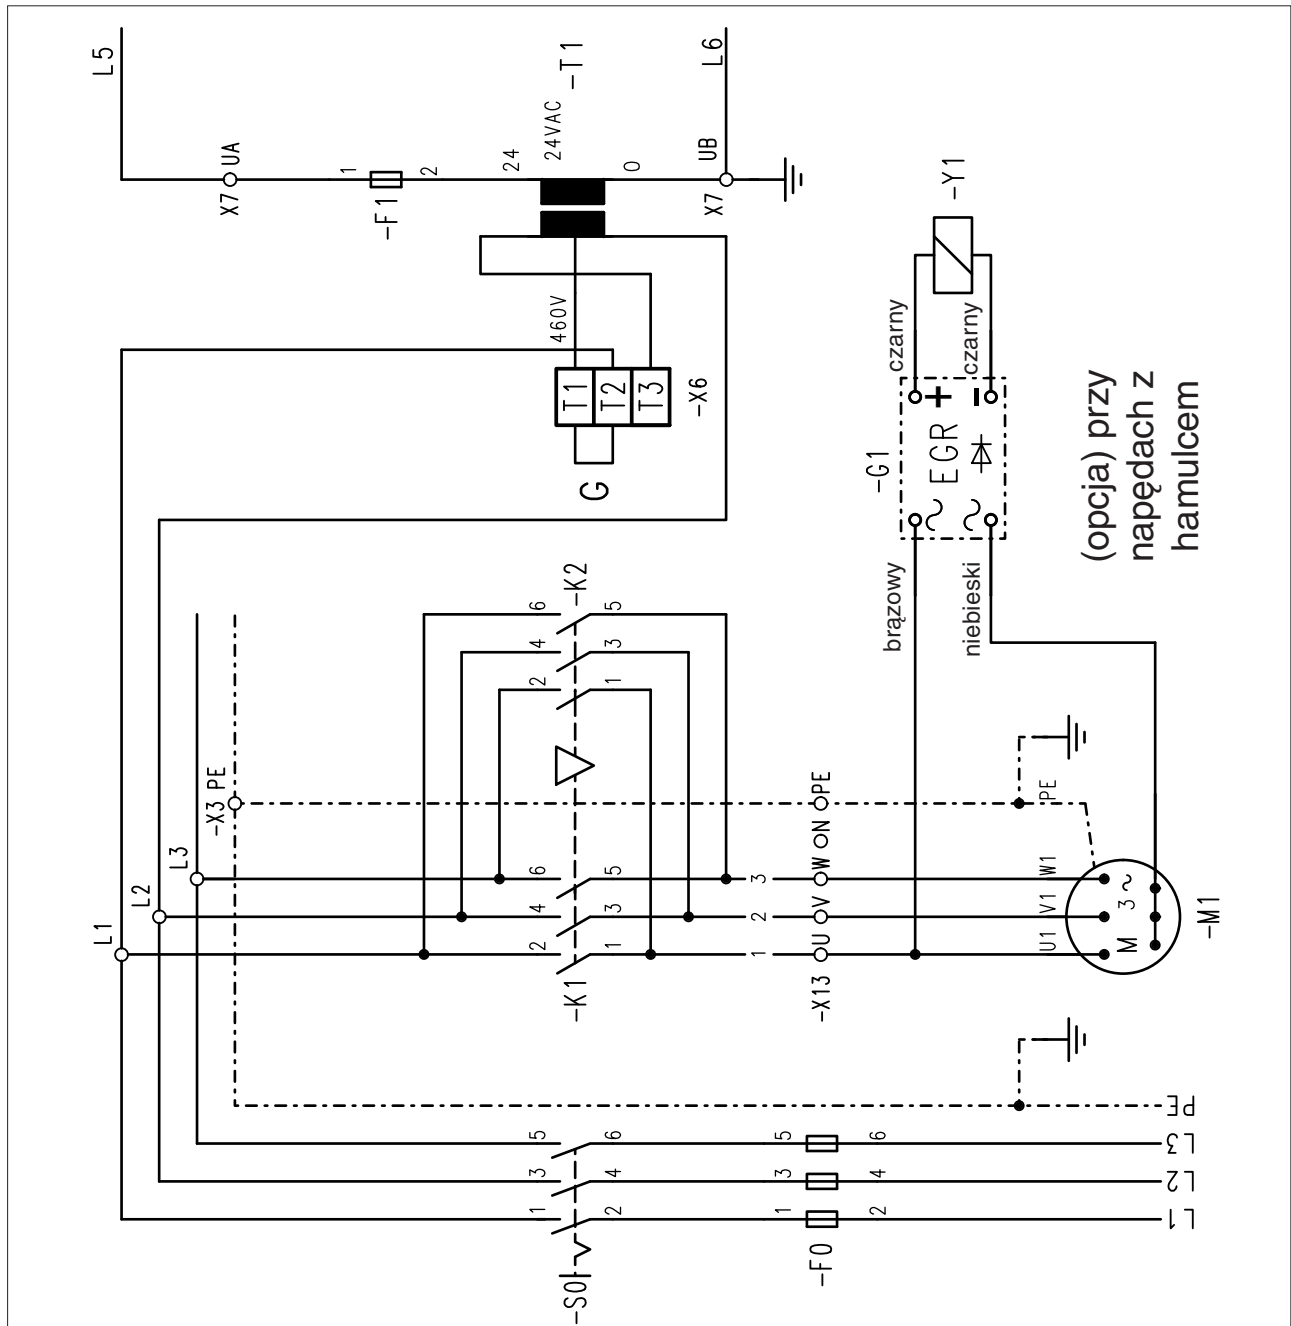 L5
L6
-T1
24VAC
24
0
X7
UA
1
2
-F1
X7
UB
460V
T1
T2
T3
-X6
G
-Y1
czarny
czarny
-G1
+
-
EGR
~
~
brązowy
niebieski
(opcja) przy
napędach z
hamulcem
L1
L2
L3
-X3 PE
-K2
6
5
4
3
2
1
-K1
6
5
4
3
2
1
1
2
3
-X13
U
V
W
N
PE
U1
V1
W1
PE
M
3 ~
-M1
-S0
1
2
3
4
5
6
-F0
1
2
3
4
5
6
L1
L2
L3
PE